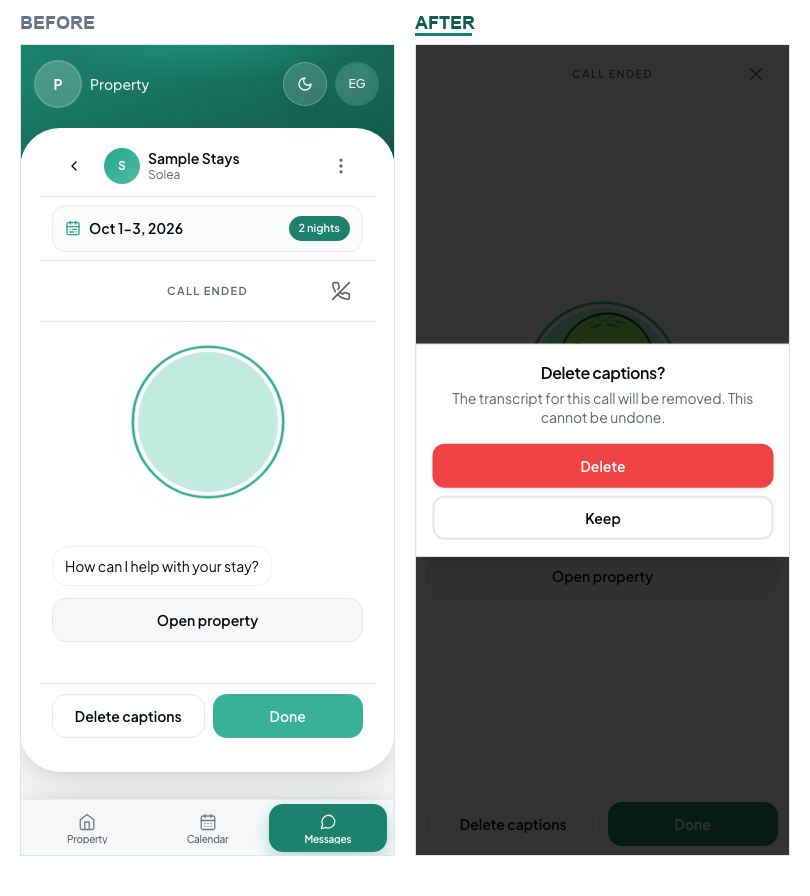 BEFORE
P
Property
EG
S
Sample Stays
Solea
Oct 1–3, 2026
2 nights
CALL ENDED
How can I help with your stay?
Open property
Delete captions
Done
Property
Calendar
Messages
AFTER
CALL ENDED
Delete captions?
The transcript for this call will be removed. This
cannot be undone.
Delete
Keep
Open property
Delete captions
Done